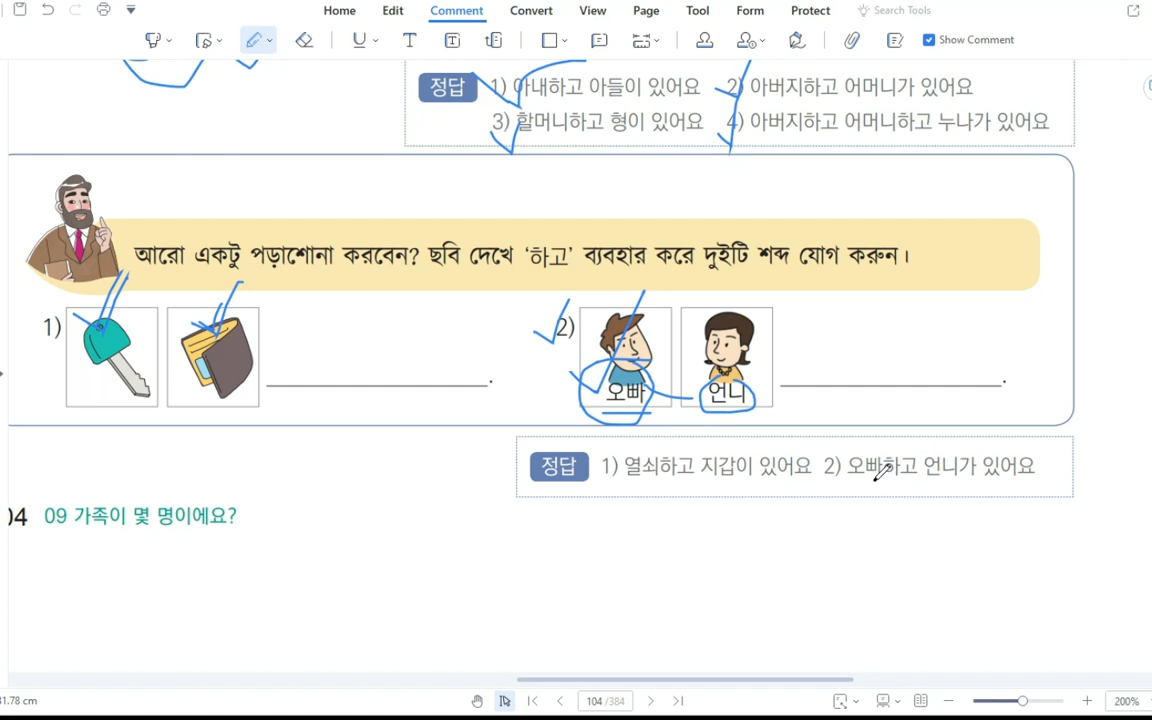 Home Edit Comment Convert View Page Tool Form Protect Search Tools
Show Comment
정답 1) 아내하고 아들이 있어요 2) 아버지하고 어머니가 있어요
3) 할머니하고 형이 있어요 4) 아버지하고 어머니하고 누나가 있어요
আরো একটু পড়াশোনা করবেন? ছবি দেখে ‘하고’ ব্যবহার করে দুইটি শব্দ যোগ করুন।
1) . 2) 오빠 언니 .
정답 1) 열쇠하고 지갑이 있어요 2) 오빠하고 언니가 있어요
04 09 가족이 몇 명이에요?
31.78 cm 104 /384 200%